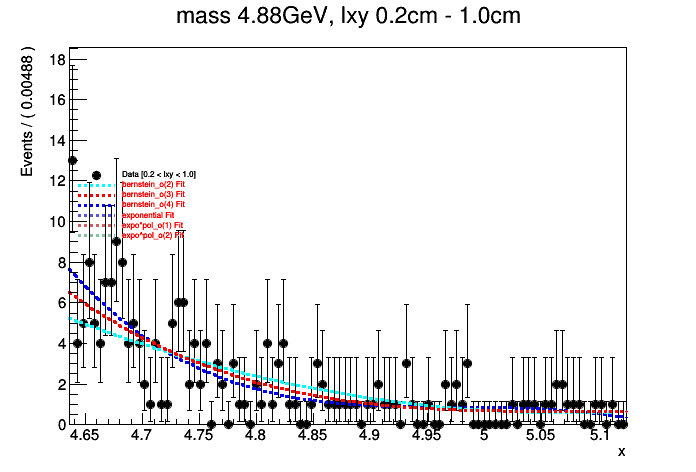 mass 4.88GeV, lxy 0.2cm - 1.0cm
Events / ( 0.00488 )
18
16
14
12
10
8
6
4
2
0
Data [0.2 < lxy < 1.0]
bernstein_o(2) Fit
bernstein_o(3) Fit
bernstein_o(4) Fit
exponential Fit
expo*pol_o(1) Fit
expo*pol_o(2) Fit
4.65 4.7 4.75 4.8 4.85 4.9 4.95 5 5.05 5.1
x